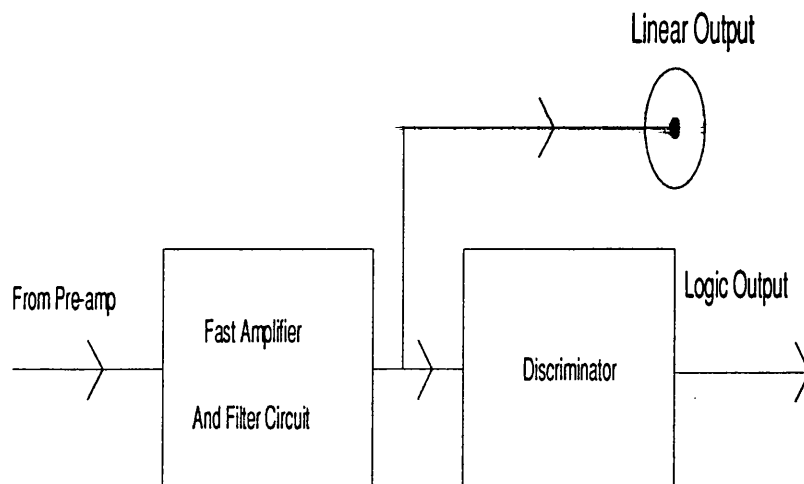 Linear Output
From Pre-amp
Fast Amplifier
And Filter Circuit
Discriminator
Logic Output